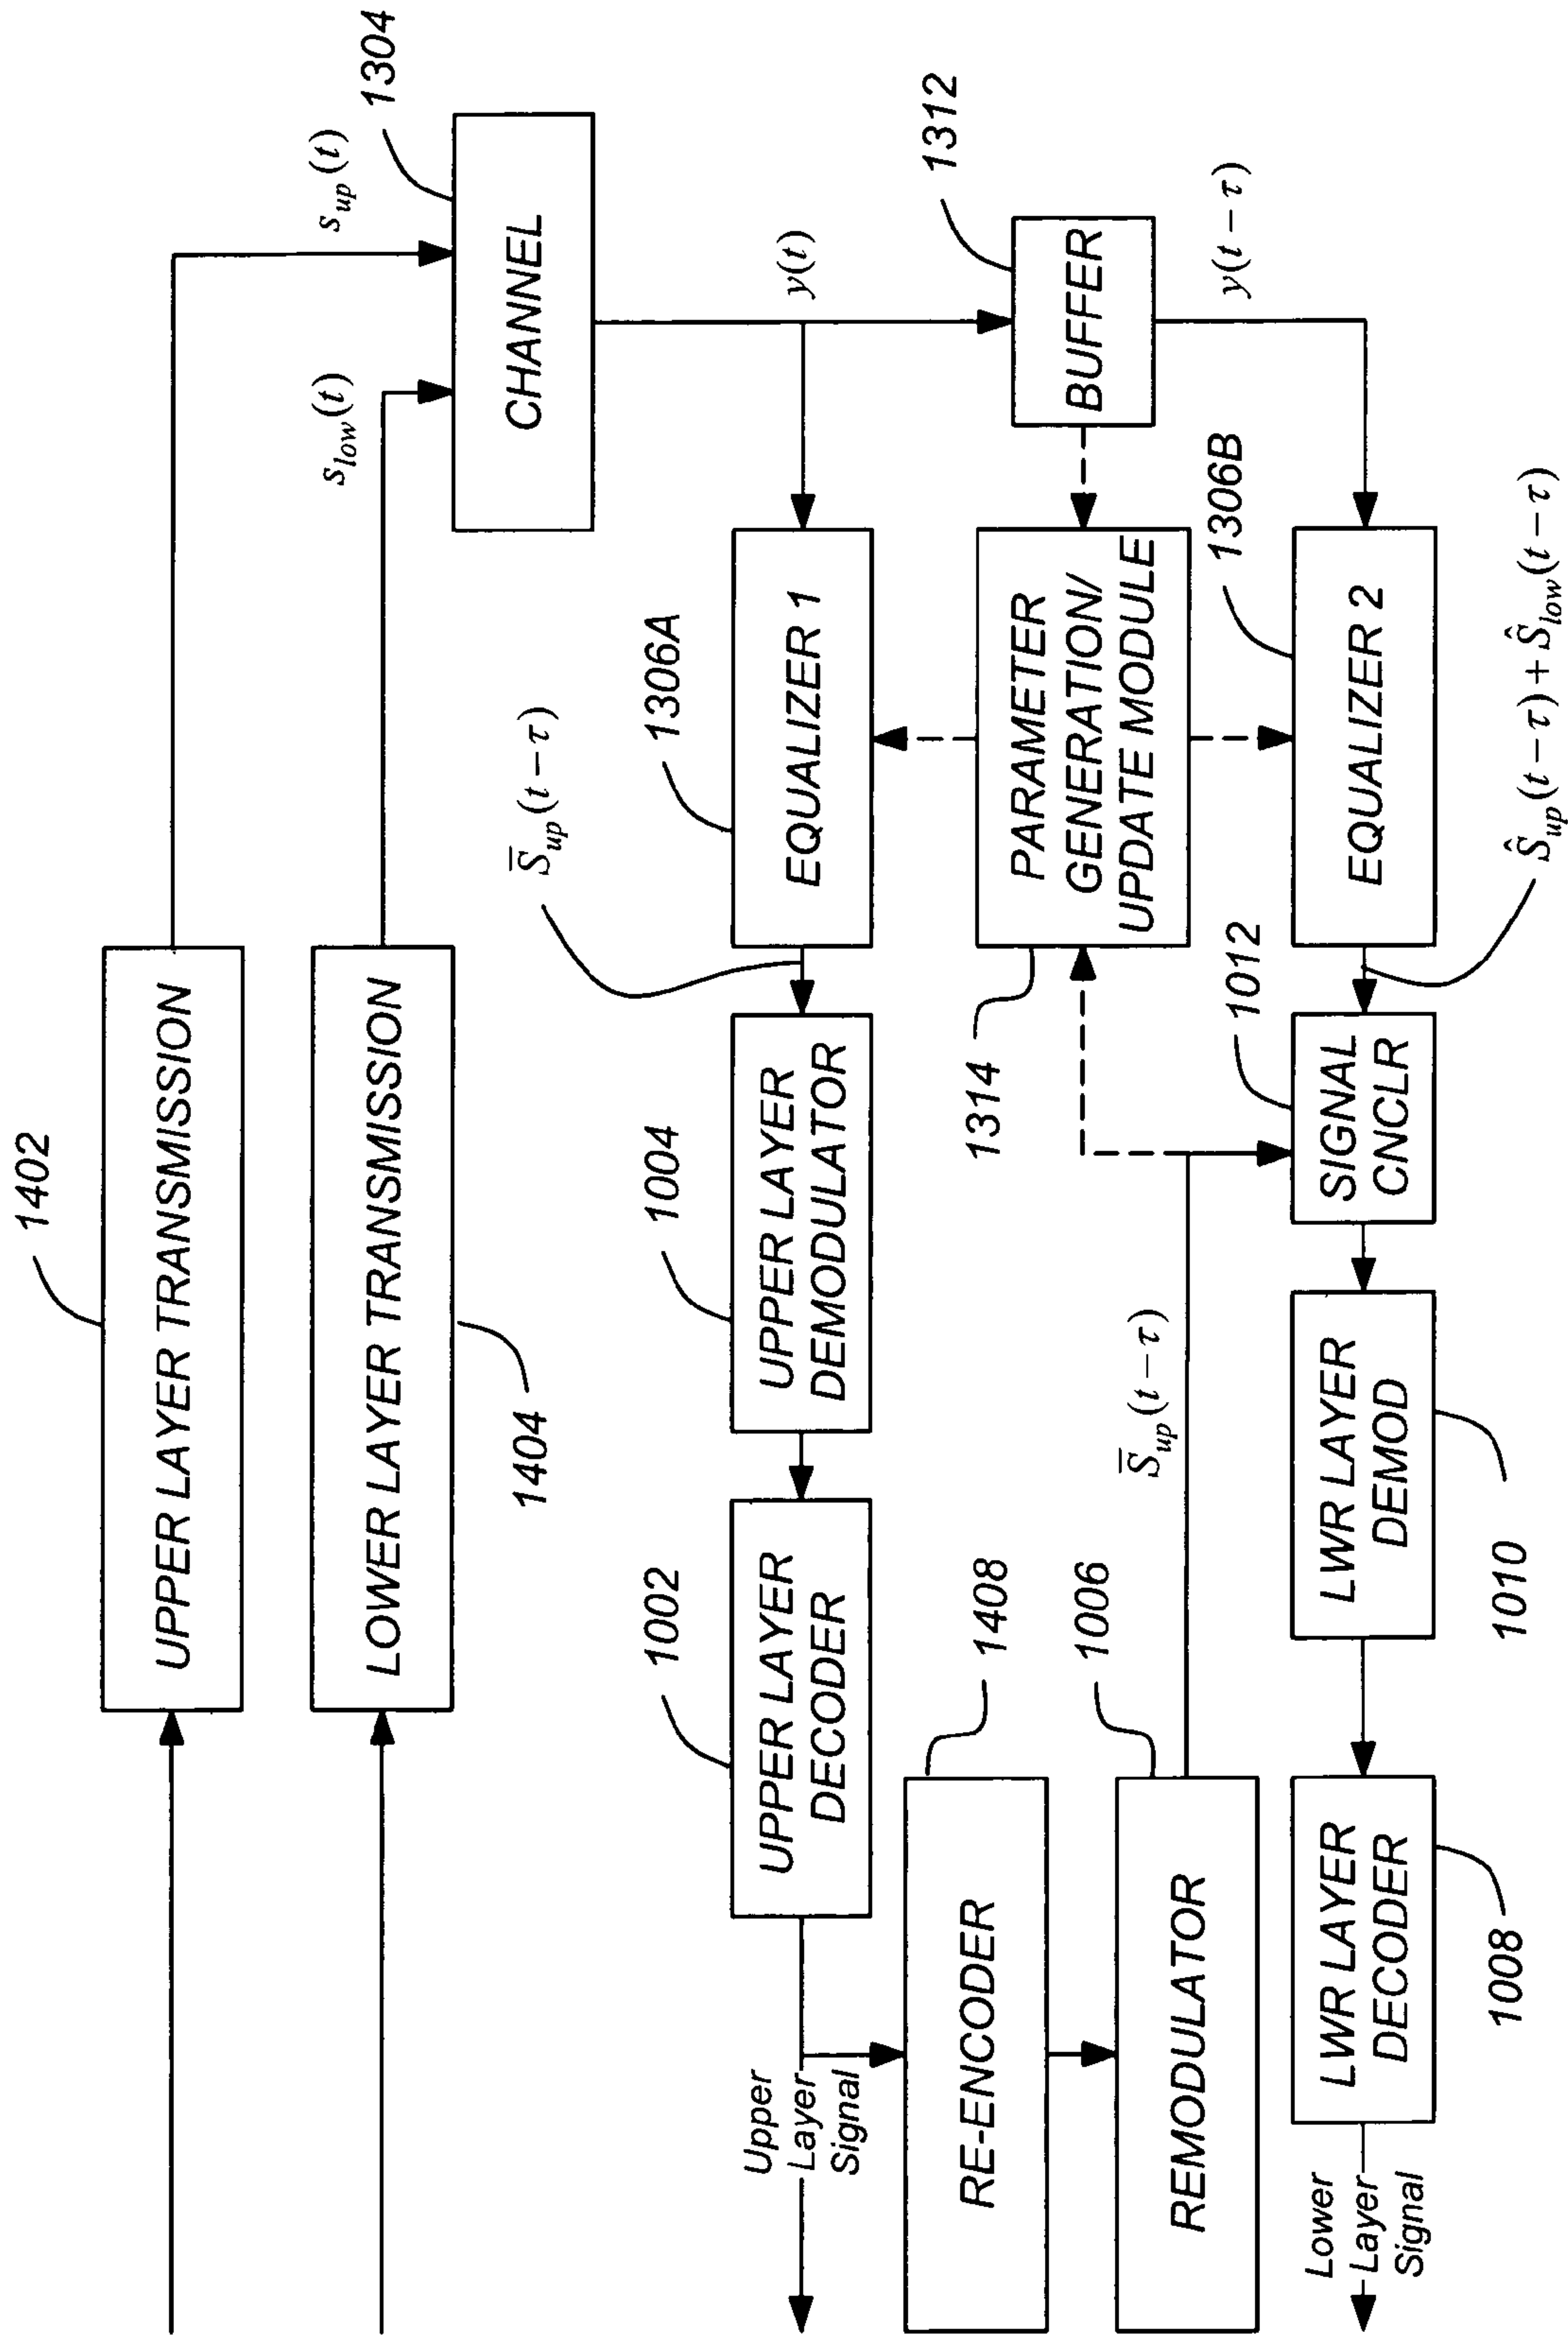 1402
UPPER LAYER TRANSMISSION
s_up(t)
1304
LOWER LAYER TRANSMISSION
1404
s_low(t)
CHANNEL
y(t)
1312
BUFFER
y(t − τ)
1306A
EQUALIZER 1
S̅_up(t − τ)
1004
UPPER LAYER
DEMODULATOR
1002
UPPER LAYER
DECODER
Upper
Layer
Signal
PARAMETER
GENERATION/
UPDATE MODULE
1314
1408
RE-ENCODER
1006
REMODULATOR
S̅_up(t − τ)
1306B
EQUALIZER 2
Ŝ_up(t − τ) + Ŝ_low(t − τ)
1012
SIGNAL
CNCLR
LWR LAYER
DEMOD
1010
LWR LAYER
DECODER
1008
Lower
Layer
Signal